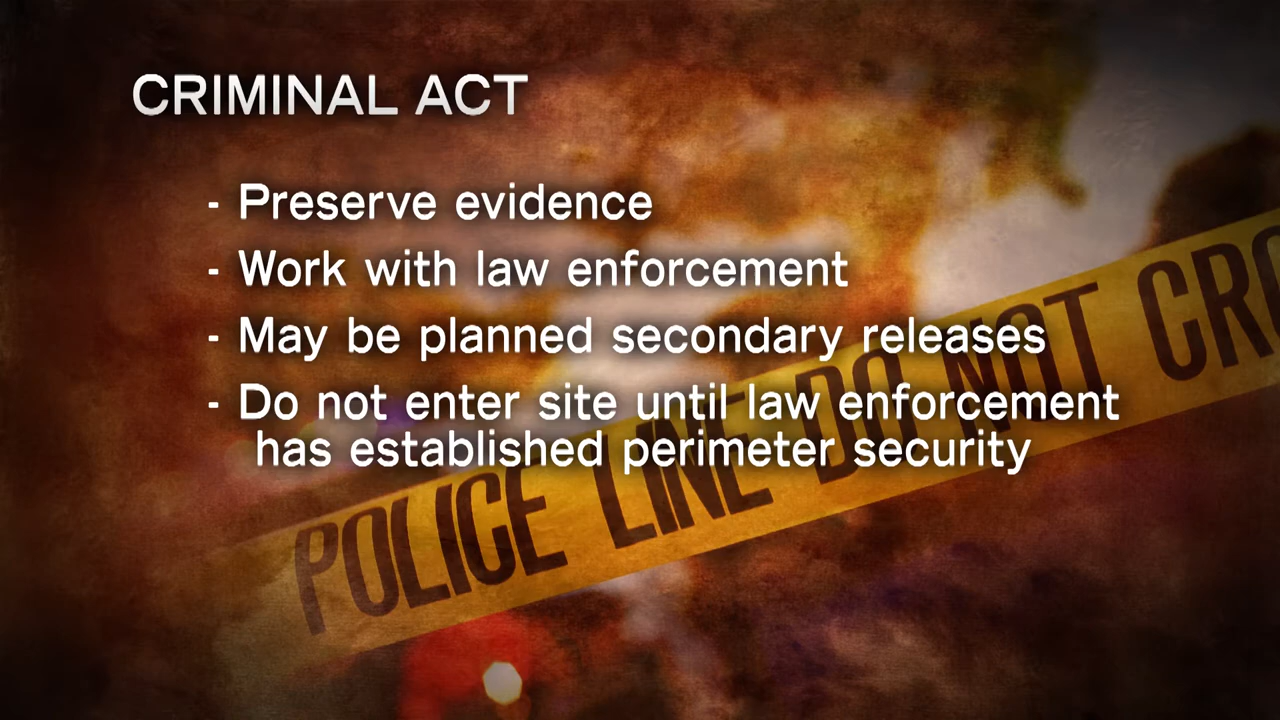 CRIMINAL ACT
- Preserve evidence
- Work with law enforcement
- May be planned secondary releases
- Do not enter site until law enforcement
has established perimeter security
POLICE LINE DO NOT CRO